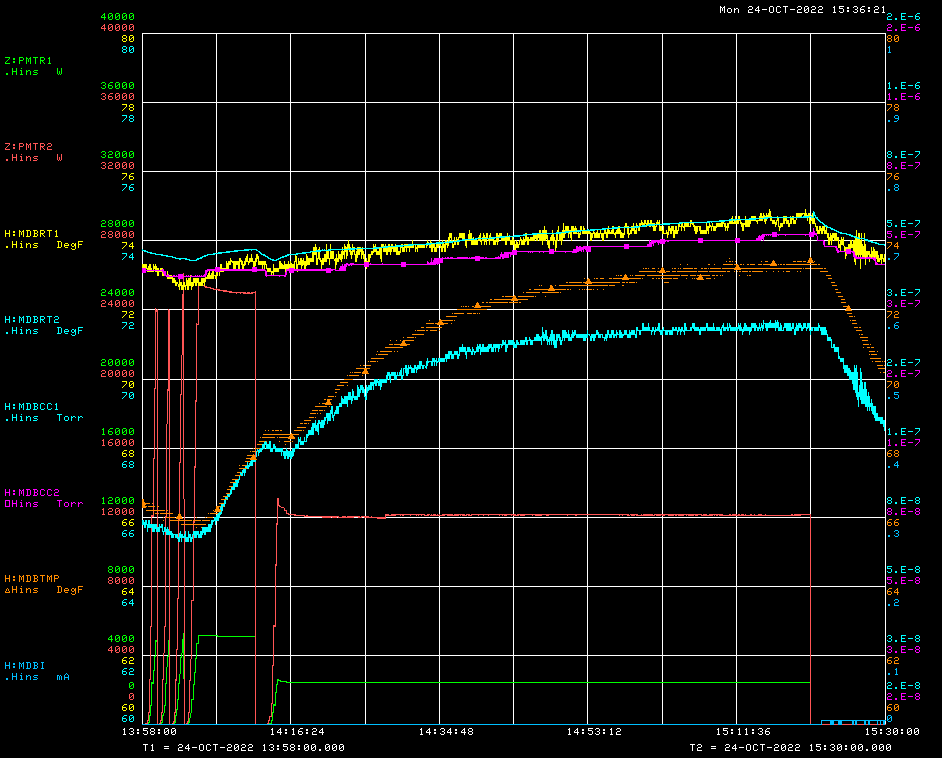 Mon 24-OCT-2022 15:36:21
40000 2.E-6
40000 2.E-6
80 80
80 1
Z:PMTR1
.Hins W
36000 1.E-6
36000 1.E-6
78 78
78 .9
Z:PMTR2
.Hins W
32000 8.E-7
32000 8.E-7
76 76
76 .8
H:MDBRT1
.Hins DegF
28000 5.E-7
28000 5.E-7
74 74
74 .7
H:MDBRT2
.Hins DegF
24000 3.E-7
24000 3.E-7
72 72
72 .6
H:MDBCC1
.Hins Torr
20000 2.E-7
20000 2.E-7
70 70
70 .5
H:MDBCC2
□Hins Torr
16000 1.E-7
16000 1.E-7
68 68
68 .4
H:MDBTMP
▵Hins DegF
12000 8.E-8
12000 8.E-8
66 66
66 .3
H:MDBI
.Hins mA
8000 5.E-8
8000 5.E-8
64 64
64 .2
4000 3.E-8
4000 3.E-8
62 62
62 .1
0 2.E-8
0 2.E-8
60 60
60 0
13:58:00 14:16:24 14:34:48 14:53:12 15:11:36 15:30:00
T1 = 24-OCT-2022 13:58:00.000 T2 = 24-OCT-2022 15:30:00.000